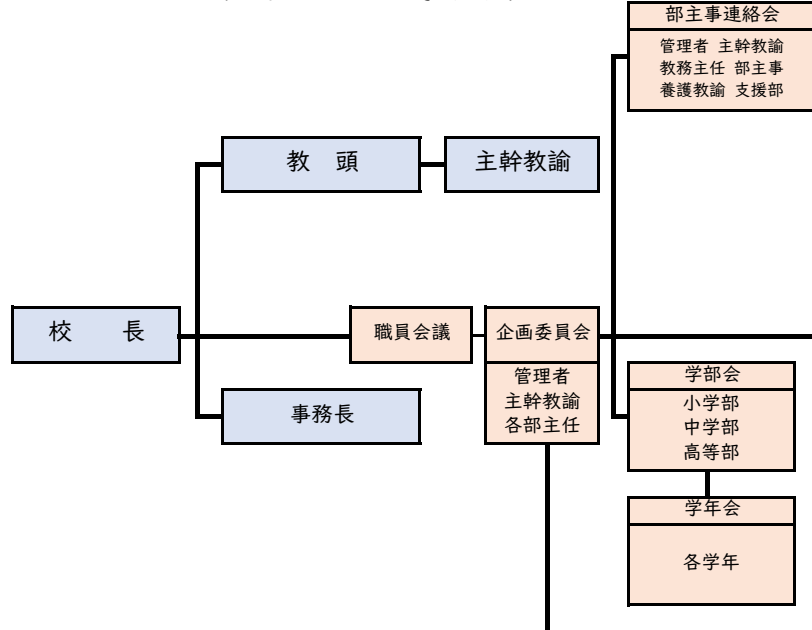 部主事連絡会
管理者 主幹教諭
教務主任 部主事
養護教諭 支援部
教 頭
主幹教諭
校 長
職員会議
企画委員会
管理者
主幹教諭
各部主任
事務長
学部会
小学部
中学部
高等部
学年会
各学年